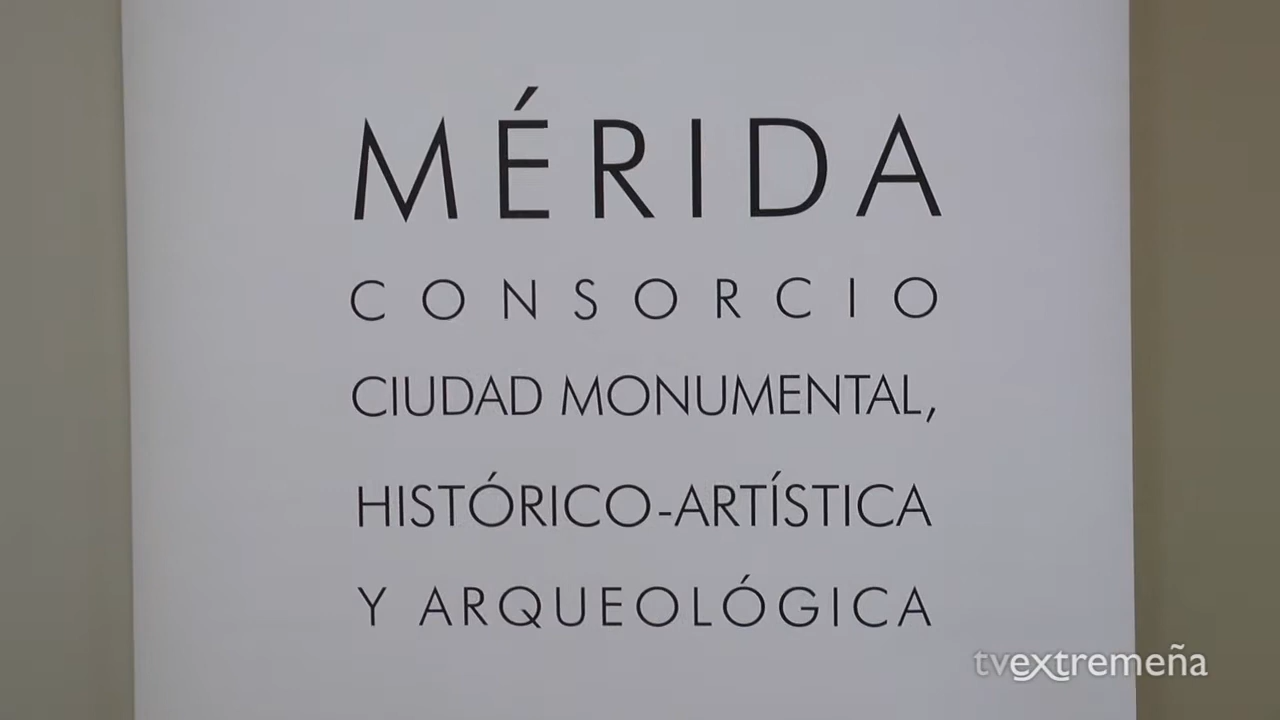 MÉRIDA
CONSORCIO
CIUDAD MONUMENTAL,
HISTÓRICO-ARTÍSTICA
Y ARQUEOLÓGICA
tvextremeña